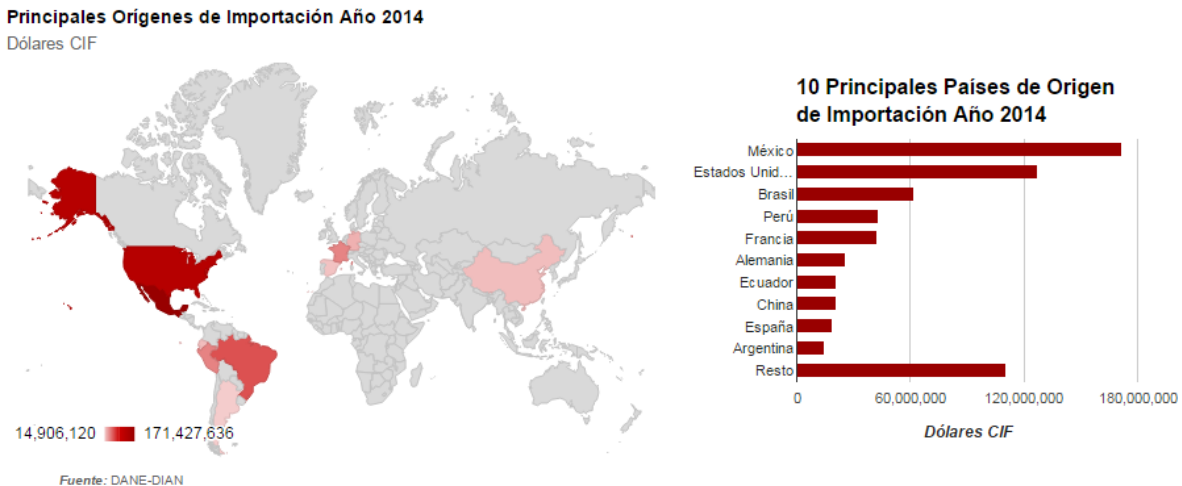 Principales Orígenes de Importación Año 2014
Dólares CIF
14,906,120
171,427,636
Fuente: DANE-DIAN
10 Principales Países de Origen
de Importación Año 2014
México
Estados Unid...
Brasil
Perú
Francia
Alemania
Ecuador
China
España
Argentina
Resto
0
60,000,000
120,000,000
180,000,000
Dólares CIF